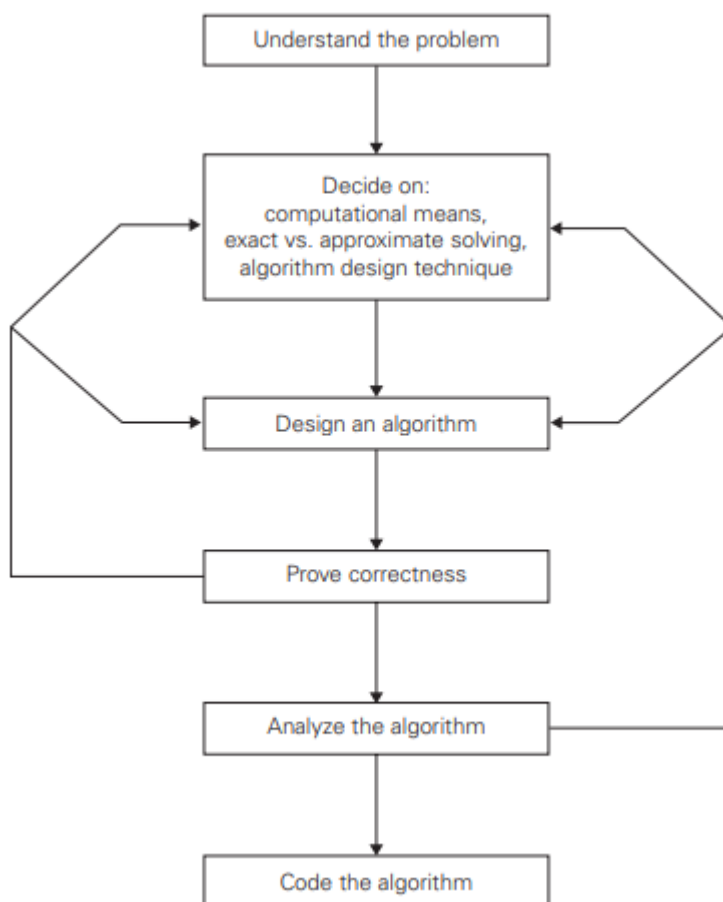 Understand the problem
Decide on:
computational means,
exact vs. approximate solving,
algorithm design technique
Design an algorithm
Prove correctness
Analyze the algorithm
Code the algorithm